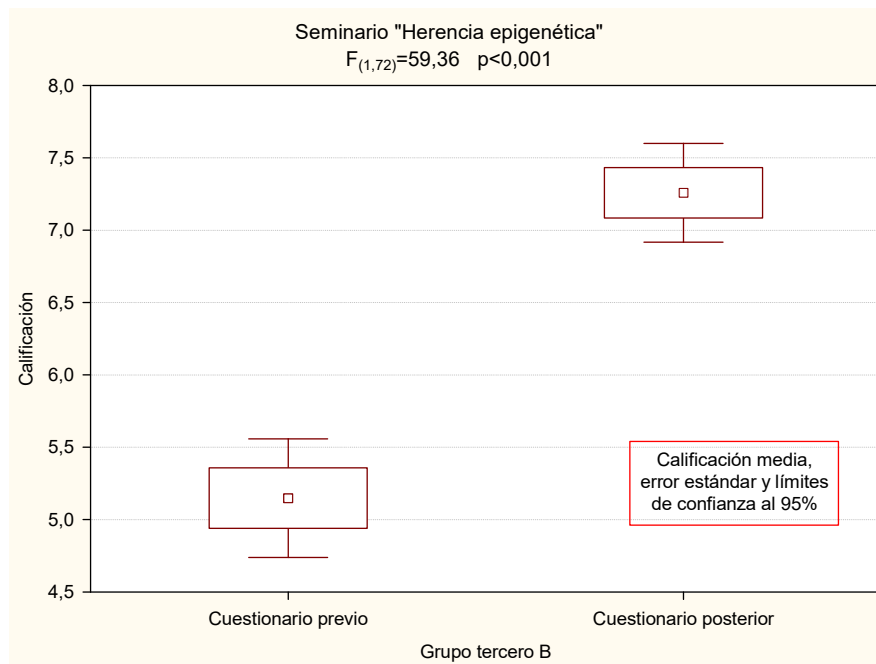 Seminario "Herencia epigenética"
F(1,72)=59,36 p<0,001
8,0
7,5
7,0
6,5
6,0
5,5
5,0
4,5
Calificación
Calificación media,
error estándar y límites
de confianza al 95%
Cuestionario previo
Cuestionario posterior
Grupo tercero B